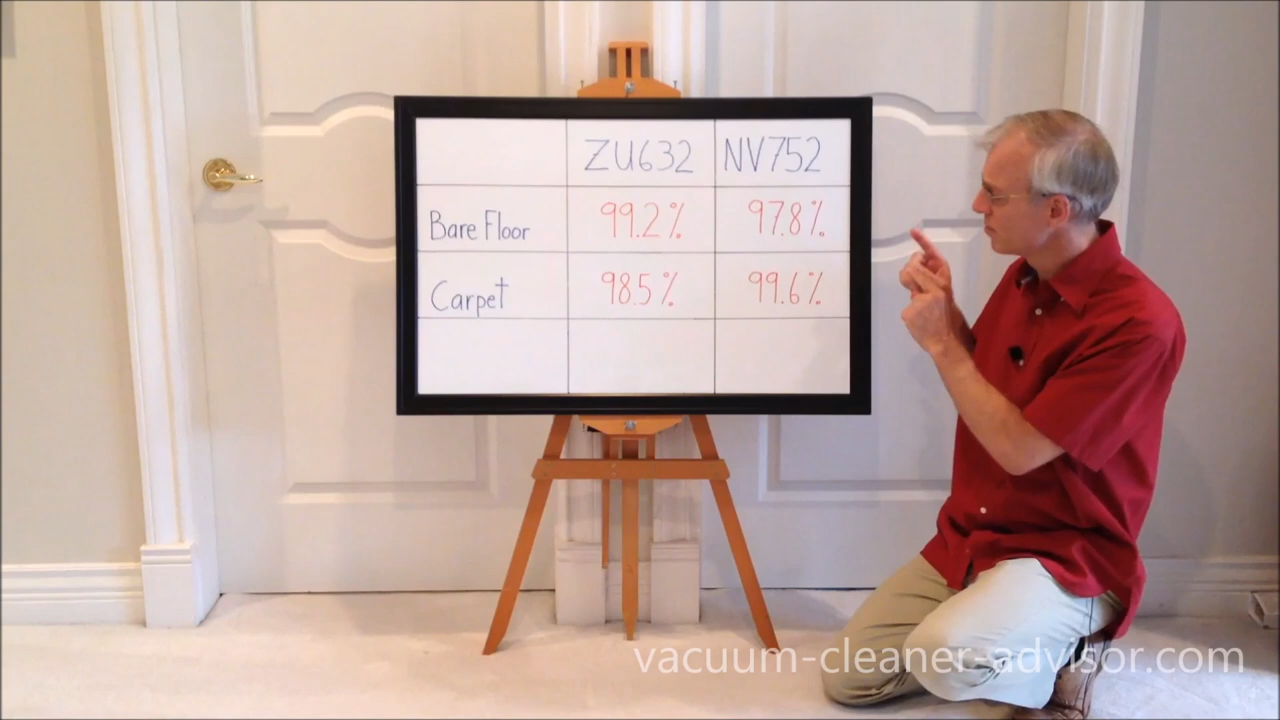 ZU632 NV752
Bare Floor 99.2% 97.8%
Carpet 98.5% 99.6%
vacuum-cleaner-advisor.com